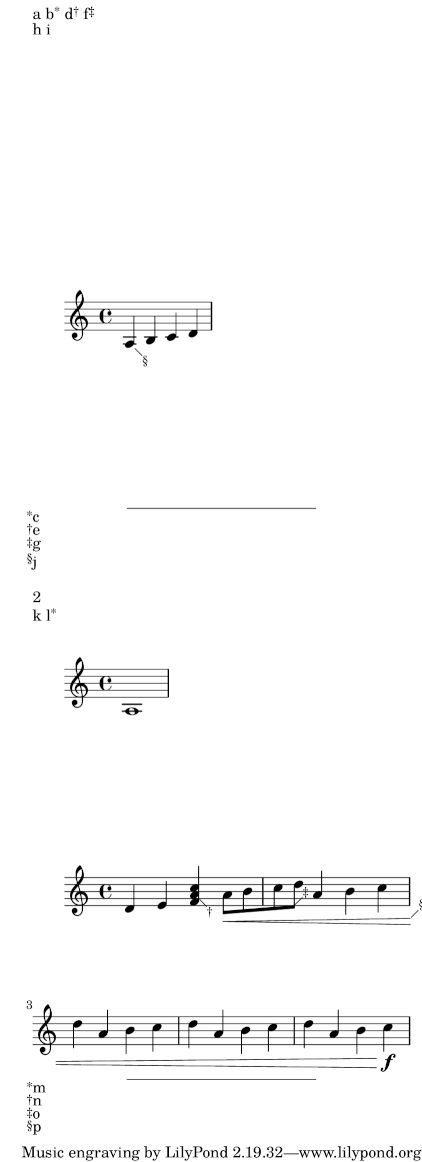 a b* d† f‡
h i
§
*c
†e
‡g
§j
2
k l*
† ‡ §
3
f
*m
†n
‡o
§p
Music engraving by LilyPond 2.19.32—www.lilypond.org